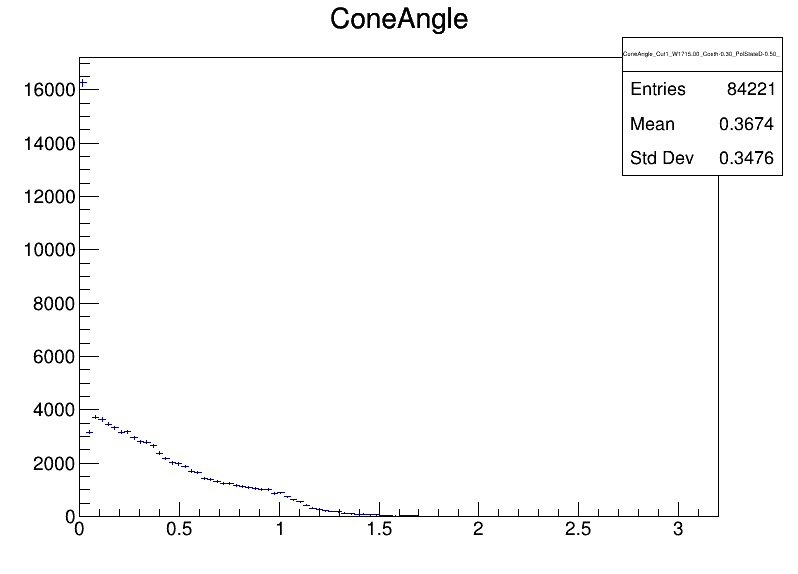 ConeAngle
ConeAngle_Cut1_W1715.00_Costh-0.30_PolStateD-0.50_
Entries 84221
Mean 0.3674
Std Dev 0.3476
16000
14000
12000
10000
8000
6000
4000
2000
0
0 0.5 1 1.5 2 2.5 3